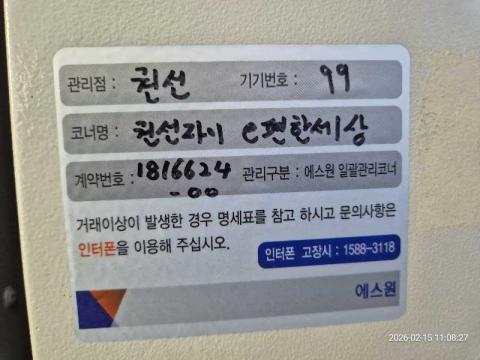 관리점 : 권선 기기번호 : 99
코너명 : 권선자이 e편한세상
계약번호 : 1816624 관리구분 : 에스원 일괄관리코너
-00
거래이상이 발생한 경우 명세표를 참고 하시고 문의사항은
인터폰을 이용해 주십시오.
인터폰 고장시 : 1588-3118
에스원
2026-02-15 11:08:27